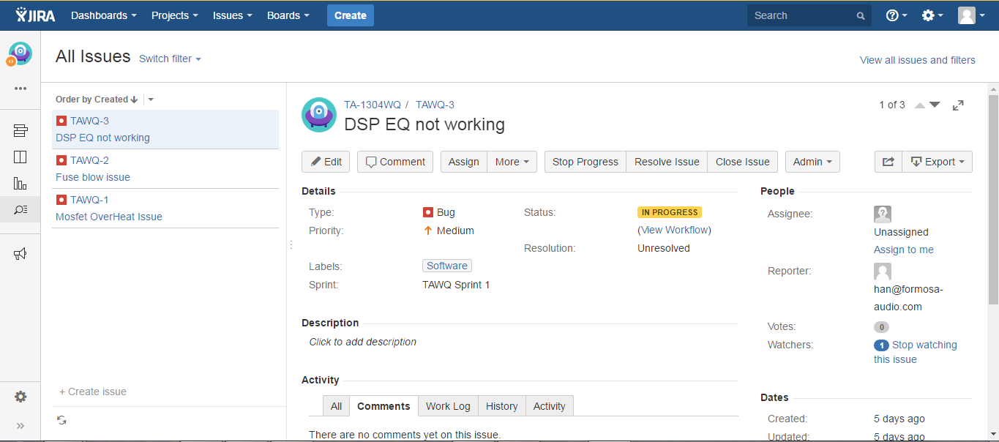 JIRA Dashboards Projects Issues Boards Create Search
All Issues Switch filter
View all issues and filters
Order by Created
TAWQ-3
DSP EQ not working
TAWQ-2
Fuse blow issue
TAWQ-1
Mosfet OverHeat Issue
+ Create issue
TA-1304WQ / TAWQ-3
1 of 3
DSP EQ not working
Edit Comment Assign More Stop Progress Resolve Issue Close Issue Admin Export
Details
Type: Bug Status: IN PROGRESS
Priority: Medium (View Workflow)
Resolution: Unresolved
Labels: Software
Sprint: TAWQ Sprint 1
Description
Click to add description
Activity
All Comments Work Log History Activity
There are no comments yet on this issue.
People
Assignee:
Unassigned
Assign to me
Reporter:
han@formosa-
audio.com
Votes: 0
Watchers: 1 Stop watching
this issue
Dates
Created: 5 days ago
Updated: 5 days ago